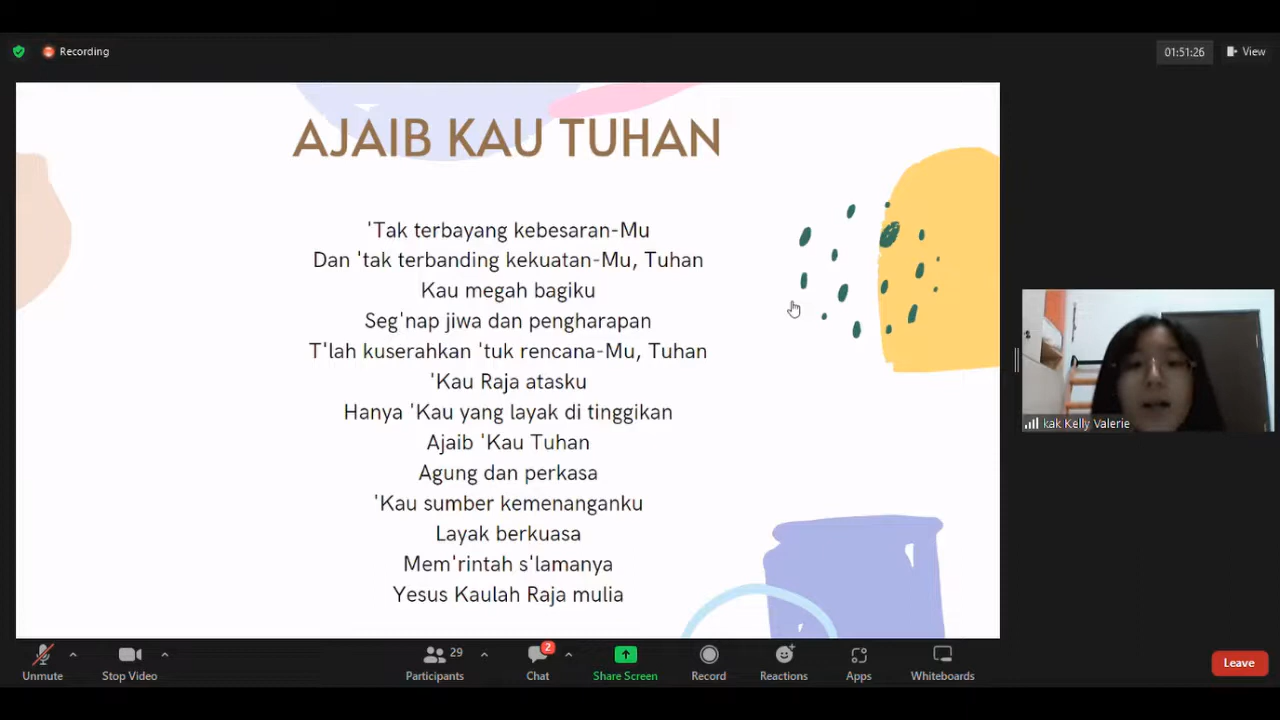 Recording
01:51:26
View
AJAIB KAU TUHAN
'Tak terbayang kebesaran-Mu
Dan 'tak terbanding kekuatan-Mu, Tuhan
Kau megah bagiku
Seg'nap jiwa dan pengharapan
T'lah kuserahkan 'tuk rencana-Mu, Tuhan
'Kau Raja atasku
Hanya 'Kau yang layak di tinggikan
Ajaib 'Kau Tuhan
Agung dan perkasa
'Kau sumber kemenanganku
Layak berkuasa
Mem'rintah s'lamanya
Yesus Kaulah Raja mulia
kak Kelly Valerie
Unmute
Stop Video
29
Participants
2
Chat
Share Screen
Record
Reactions
Apps
Whiteboards
Leave